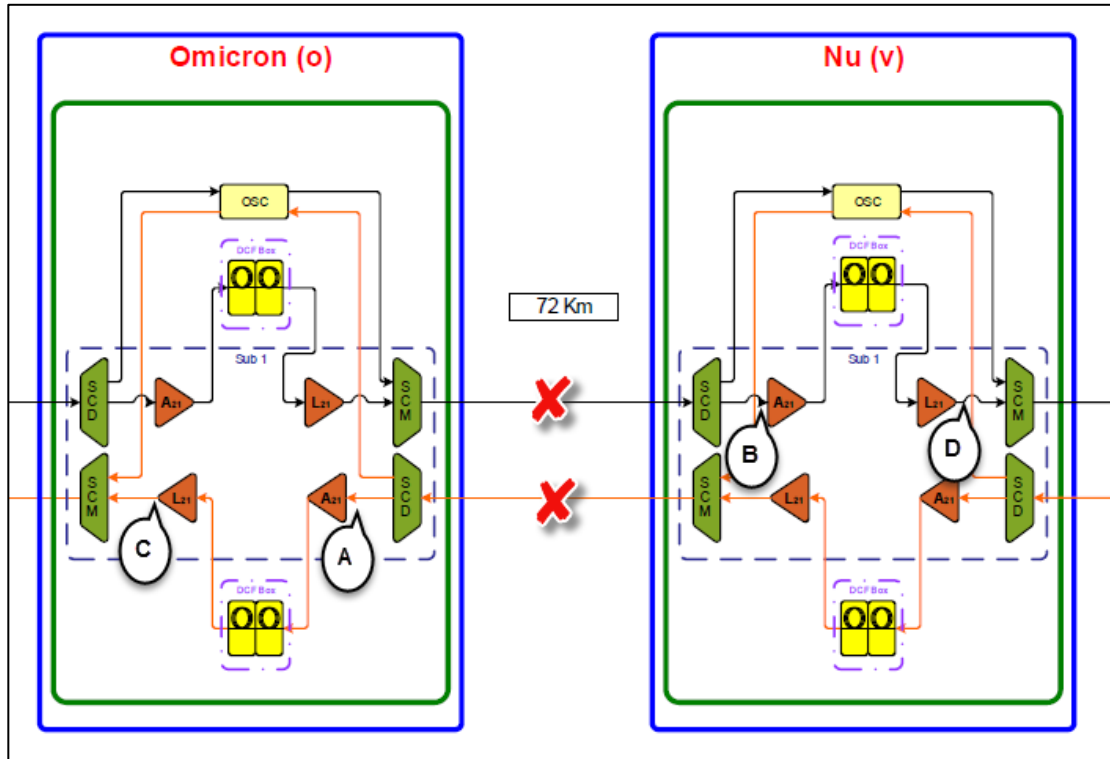 Omicron (o)
Nu (v)
OSC
OSC
DCF Box
DCF Box
72 Km
Sub 1
Sub 1
SCD
A21
L21
SCM
SCD
A21
L21
SCM
B
D
SCM
L21
A21
SCD
SCM
L21
A21
SCD
C
A
DCF Box
DCF Box